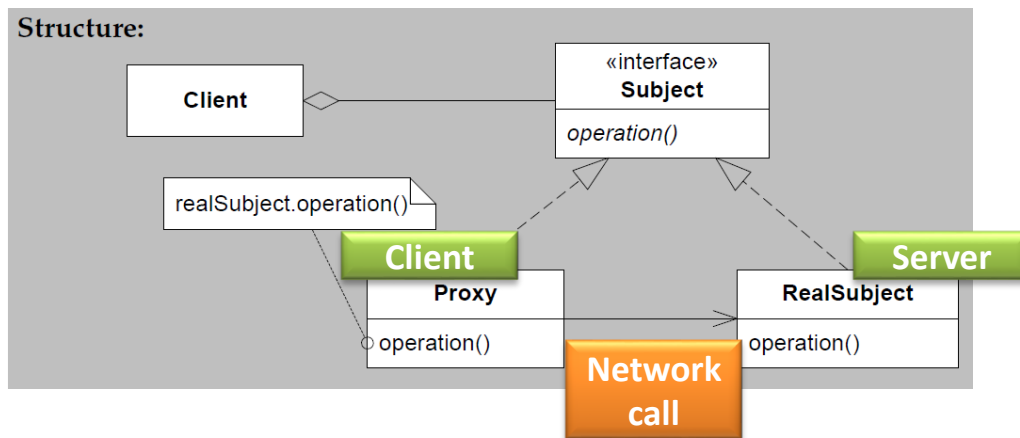 Structure:
«interface»
Subject
operation()
Client
realSubject.operation()
Client
Server
Proxy
operation()
RealSubject
operation()
Network
call